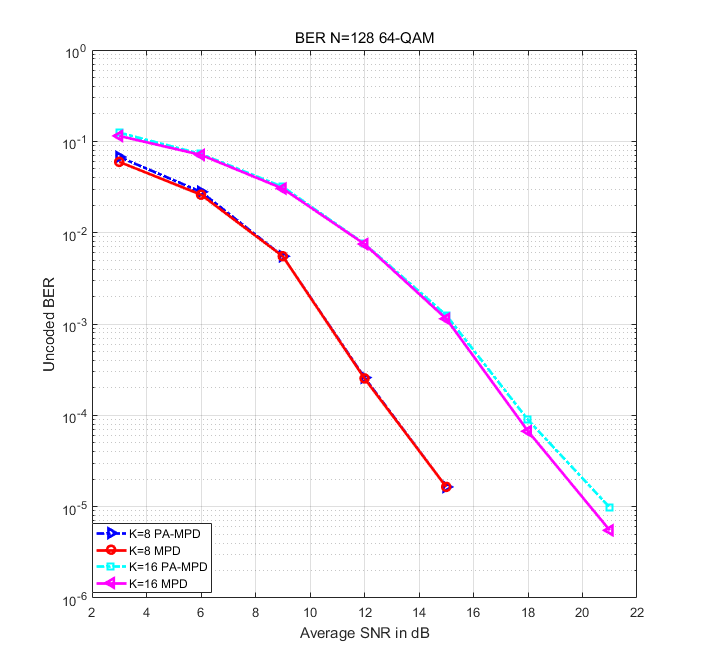 BER N=128 64-QAM
10^0
10^-1
10^-2
10^-3
10^-4
10^-5
10^-6
Uncoded BER
K=8 PA-MPD
K=8 MPD
K=16 PA-MPD
K=16 MPD
2 4 6 8 10 12 14 16 18 20 22
Average SNR in dB